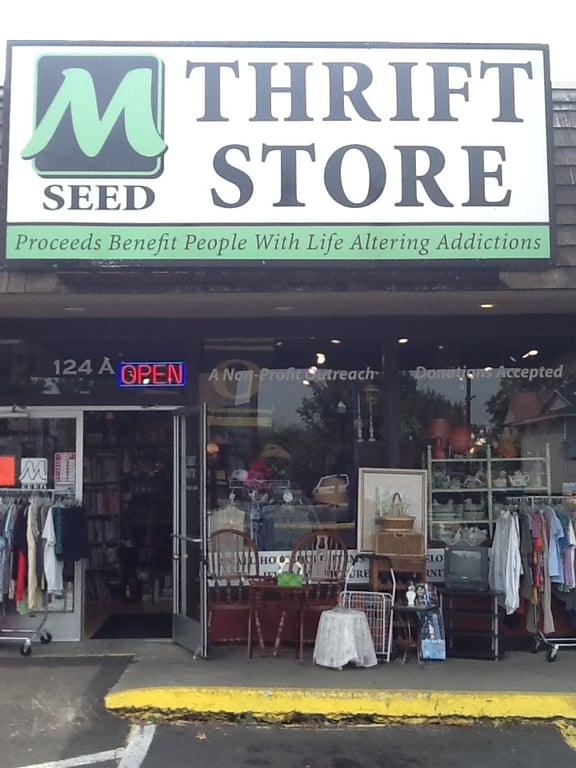 M
SEED
THRIFT
STORE
Proceeds Benefit People With Life Altering Addictions
124 A
OPEN
A Non-Profit Outreach
Donations Accepted
M